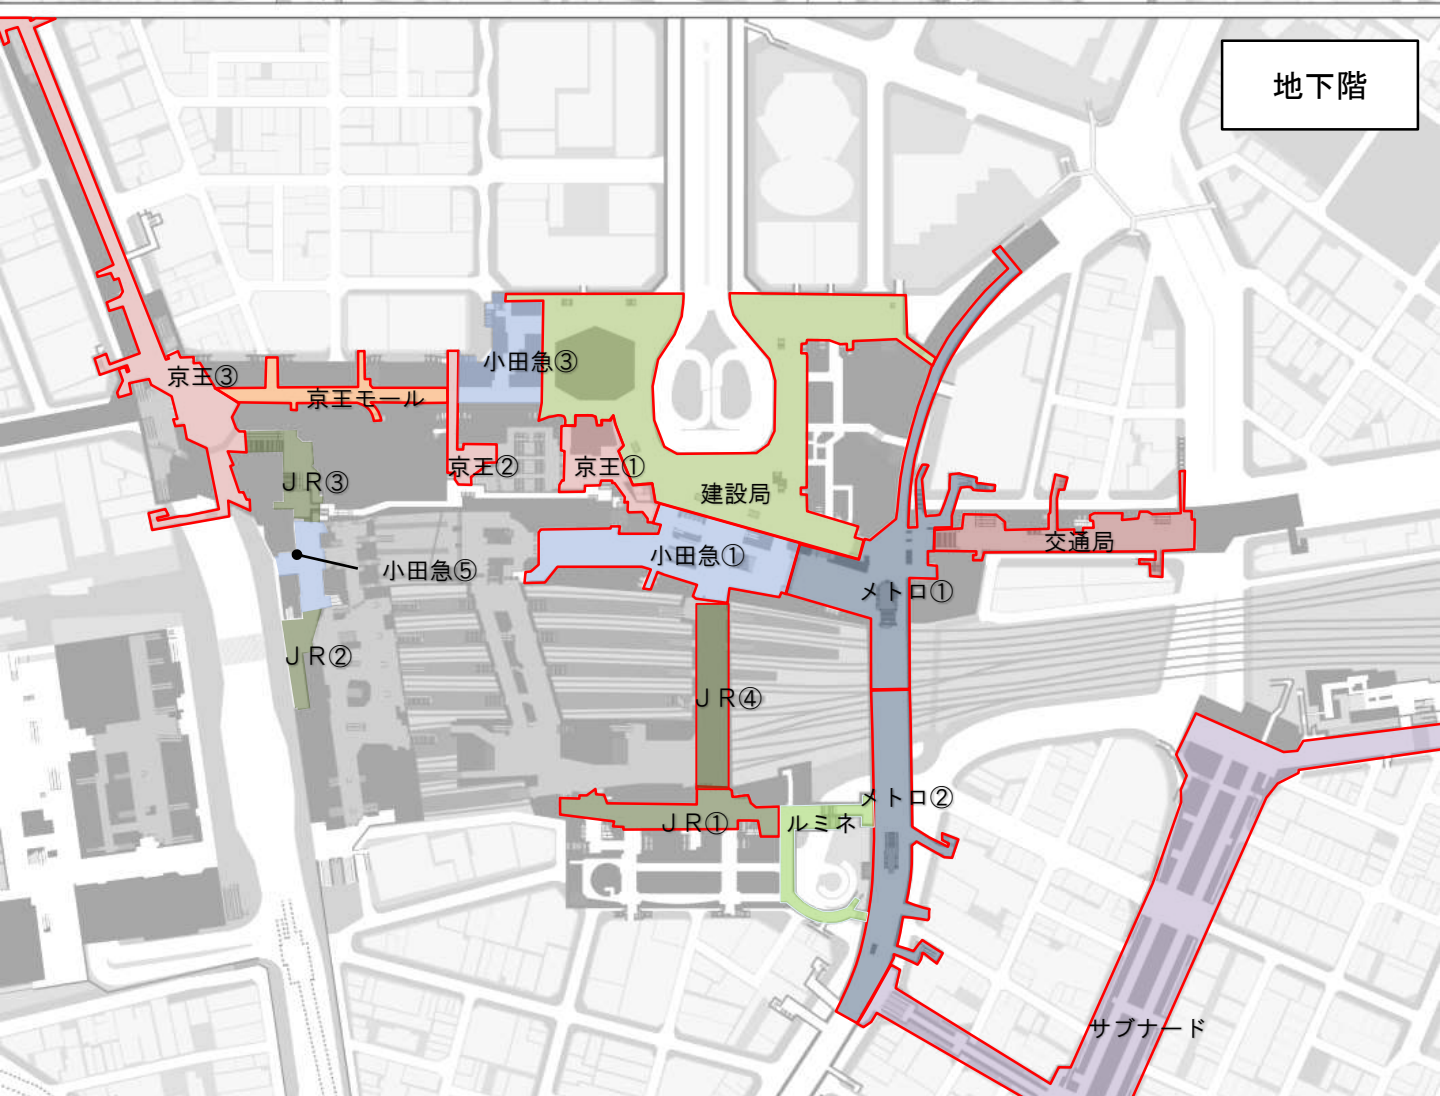 地下階
小田急③
京王③
京王モール
京王②
京王①
JR③
建設局
交通局
小田急①
小田急⑤
メトロ①
JR②
JR④
メトロ②
JR①
ルミネ
サブナード